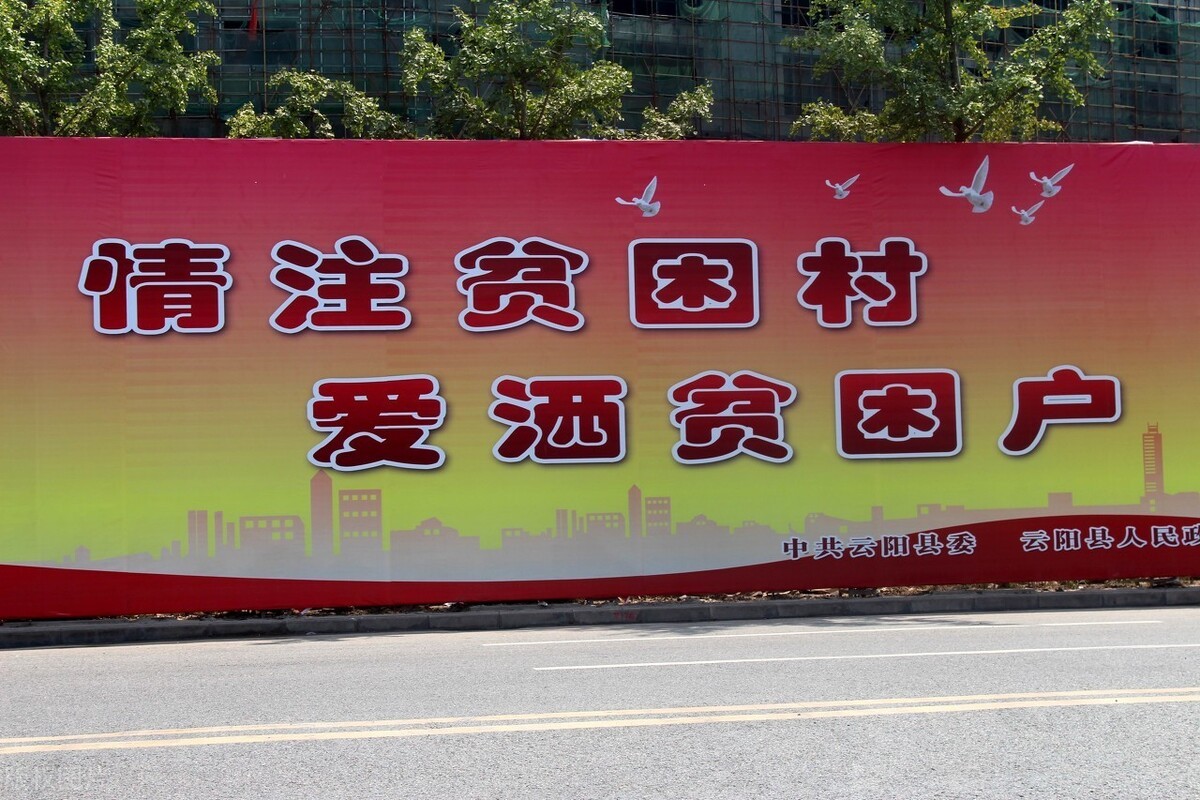 情注贫困村
爱洒贫困户
中共云阳县委 云阳县人民政